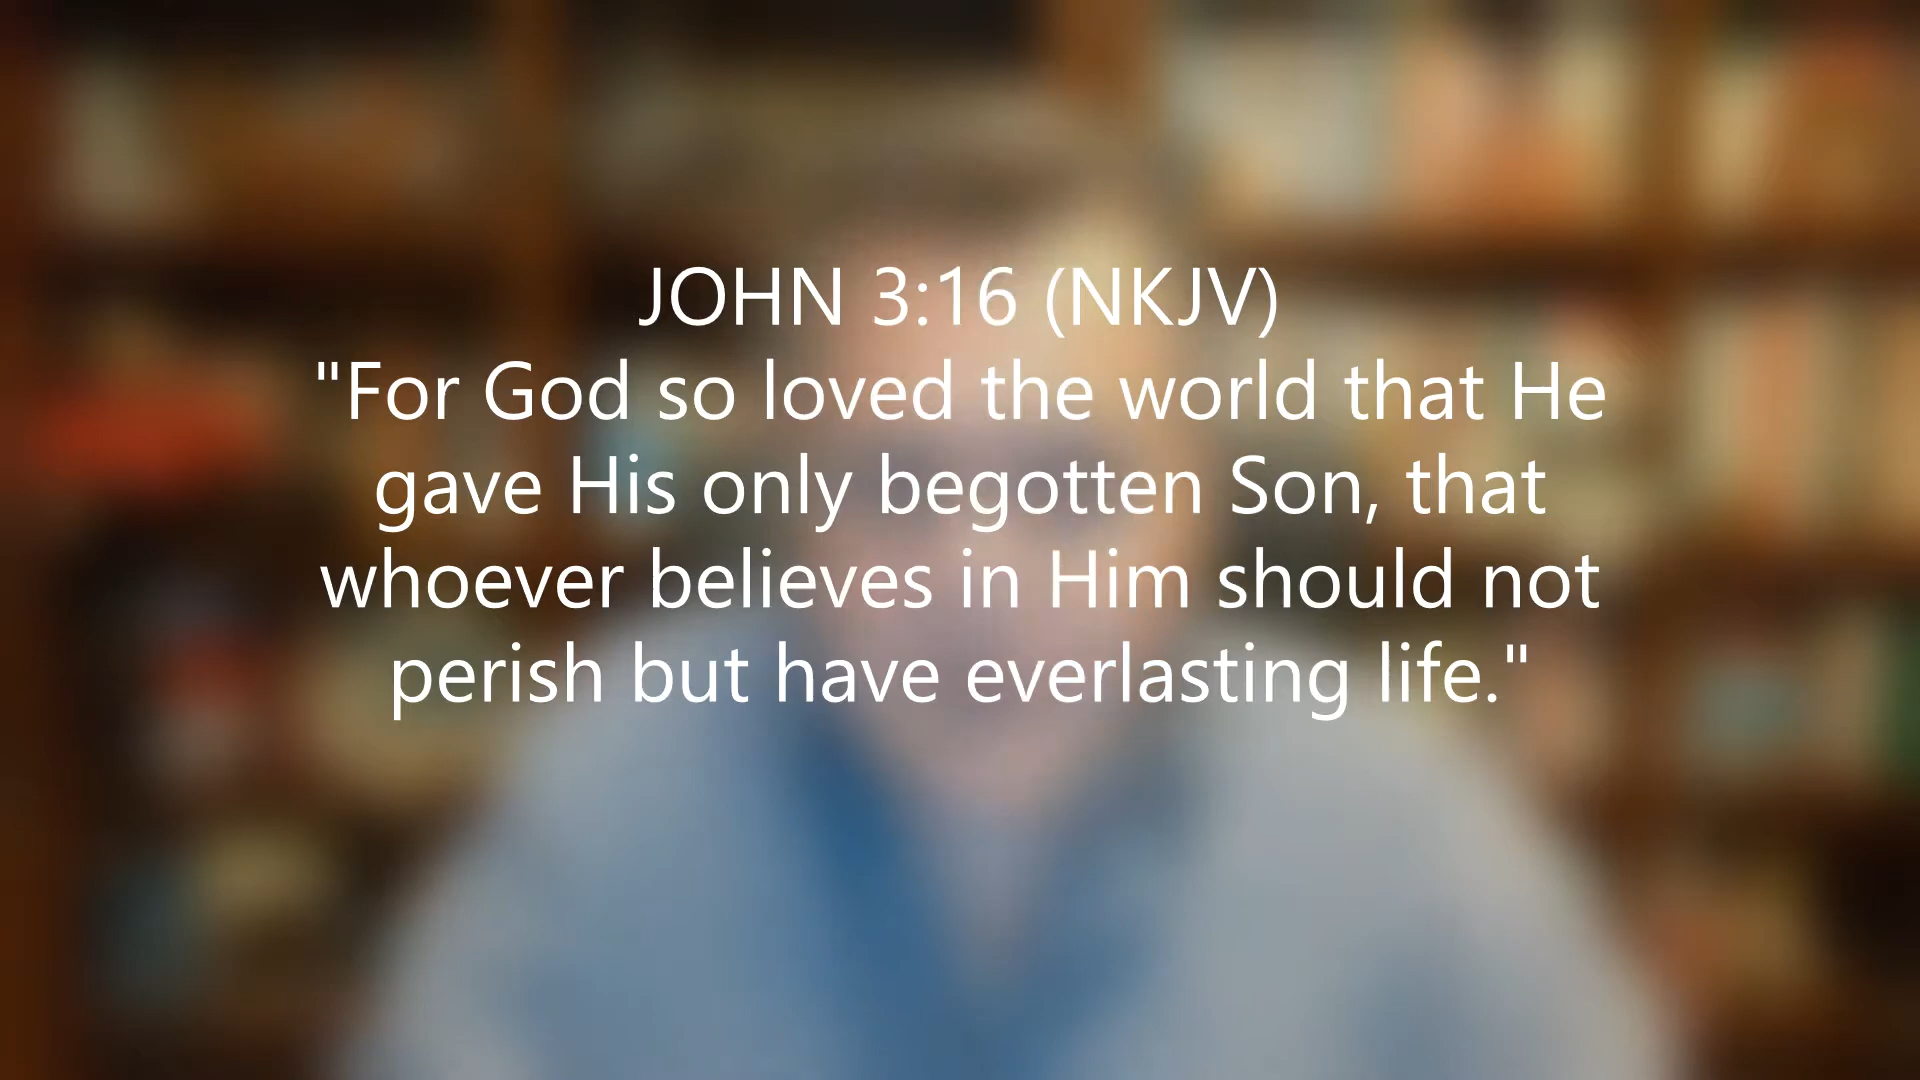 JOHN 3:16 (NKJV)
"For God so loved the world that He
gave His only begotten Son, that
whoever believes in Him should not
perish but have everlasting life."